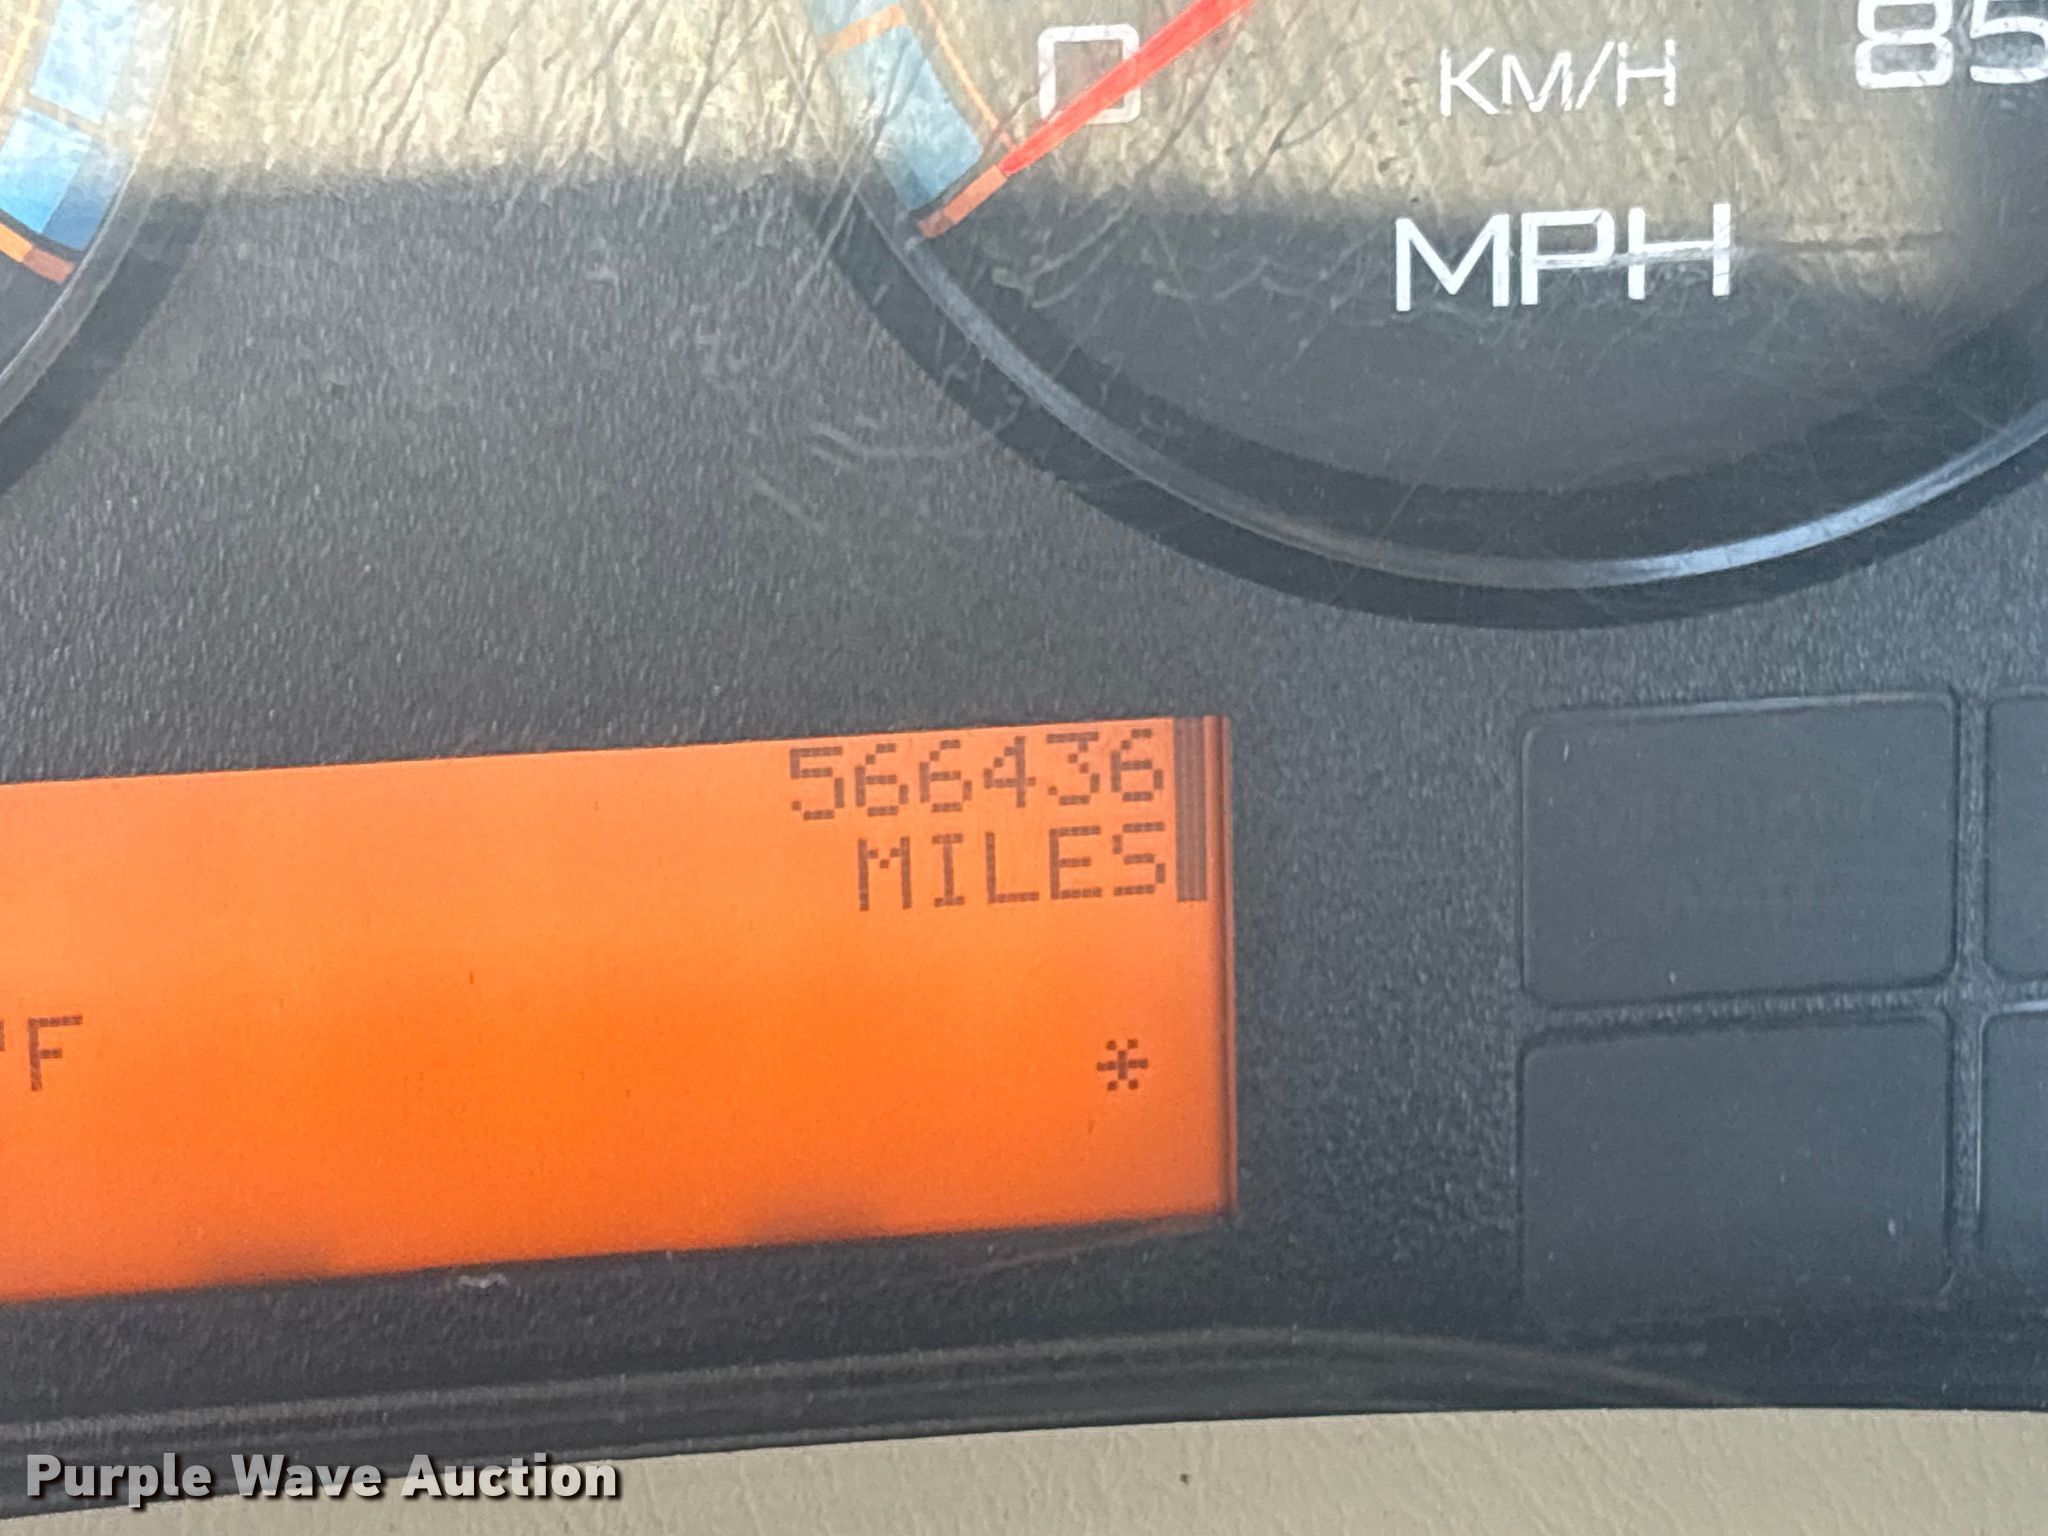 0
KM/H
85
MPH
566436
MILES
°F
*
Purple Wave Auction